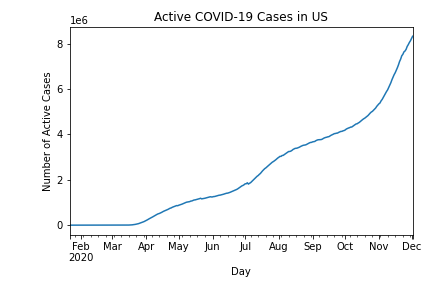 Active COVID-19 Cases in US
1e6
8
6
4
2
0
Number of Active Cases
Feb Mar Apr May Jun Jul Aug Sep Oct Nov Dec
2020
Day